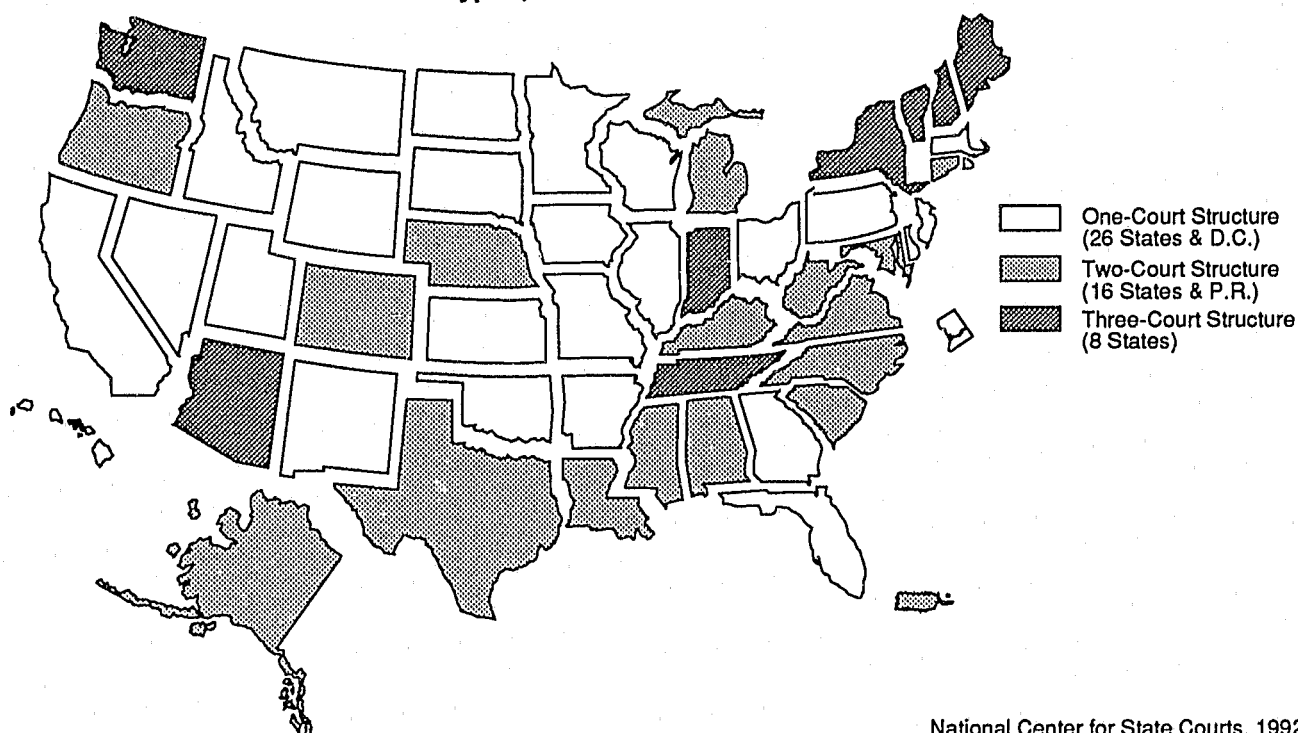 One-Court Structure
(26 States & D.C.)
Two-Court Structure
(16 States & P.R.)
Three-Court Structure
(8 States)
National Center for State Courts, 1992